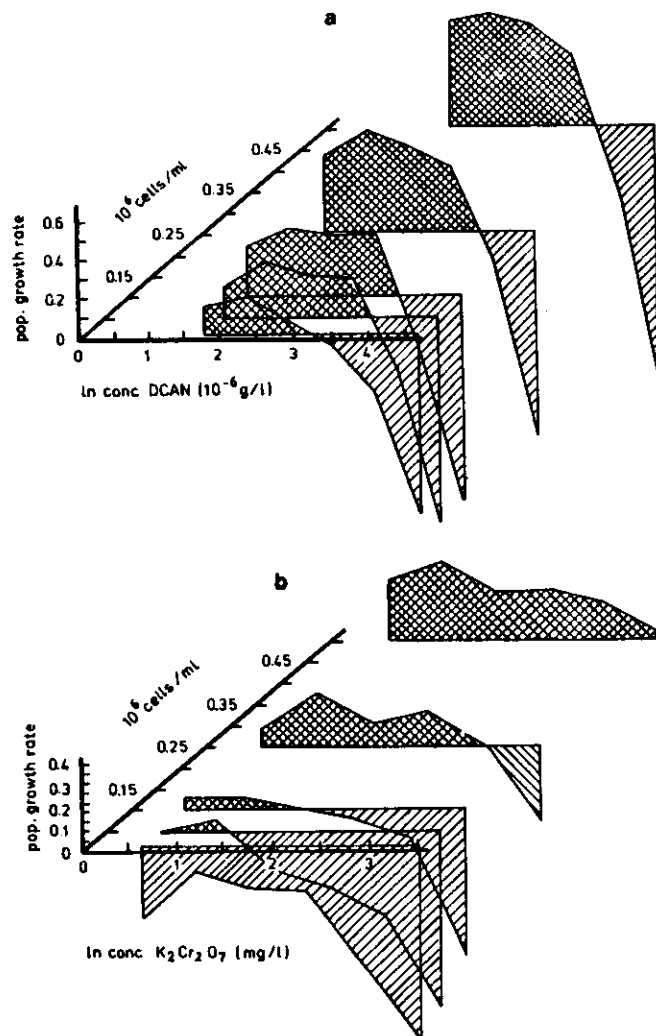 a
10⁶ cells/ml
0.45
0.35
0.25
0.15
pop. growth rate
0.6
0.4
0.2
0
0 1 2 3 4
ln conc DCAN (10⁻⁶g/l)
b
10⁶ cells/ml
0.45
0.35
0.25
0.15
pop. growth rate
0.4
0.3
0.2
0.1
0
0 1 2 3
ln conc K₂Cr₂O₇ (mg/l)